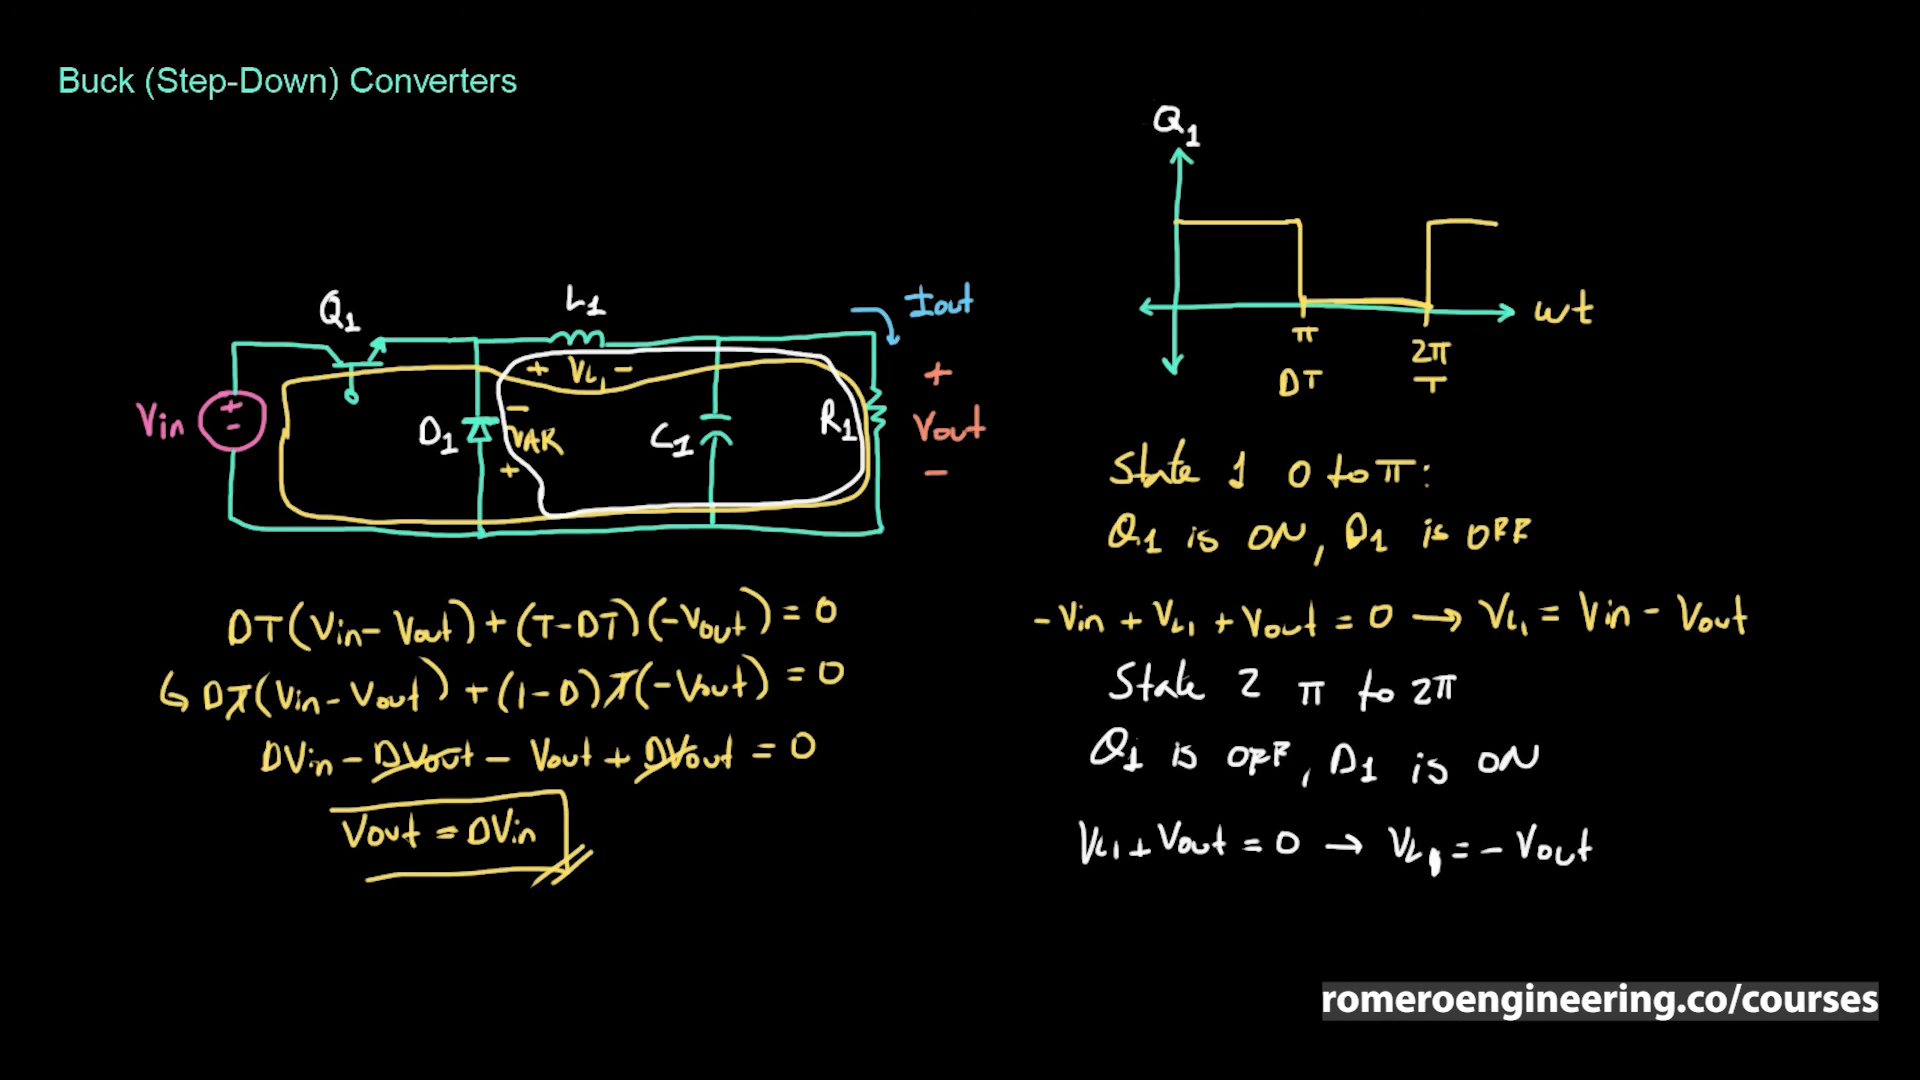 Buck (Step-Down) Converters
Q1
L1
Iout
+ VL1 -
+
Vin
+
-
D1
-
VAR
+
C1
R1
Vout
-
DT(Vin - Vout) + (T-DT)(-Vout) = 0
↳ DT(Vin - Vout) + (1-D)T(-Vout) = 0
DVin - DVout - Vout + DVout = 0
Vout = DVin
Q1
wt
π
2π
DT
T
State 1 0 to π:
Q1 is ON, D1 is OFF
-Vin + VL1 + Vout = 0 → VL1 = Vin - Vout
State 2 π to 2π
Q1 is OFF, D1 is ON
VL1 + Vout = 0 → VL1 = - Vout
romeroengineering.co/courses